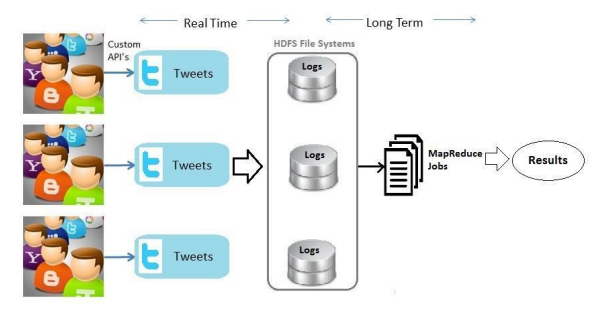 Real Time
Long Term
Custom
API's
HDFS File Systems
Tweets
Logs
Tweets
Logs
MapReduce
Jobs
Results
Tweets
Logs